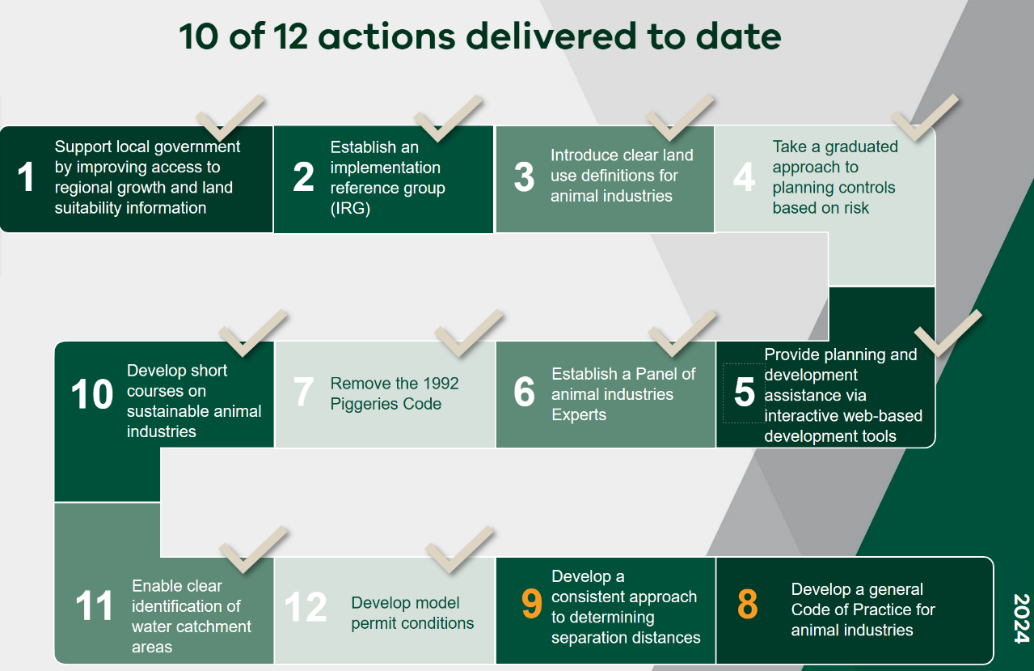 10 of 12 actions delivered to date
1
Support local government
by improving access to
regional growth and land
suitability information
2
Establish an
implementation
reference group
(IRG)
3
Introduce clear land
use definitions for
animal industries
4
Take a graduated
approach to
planning controls
based on risk
10
Develop short
courses on
sustainable animal
industries
7
Remove the 1992
Piggeries Code
6
Establish a Panel of
animal industries
Experts
5
Provide planning and
development
assistance via
interactive web-based
development tools
11
Enable clear
identification of
water catchment
areas
12
Develop model
permit conditions
9
Develop a
consistent approach
to determining
separation distances
8
Develop a general
Code of Practice for
animal industries
2024